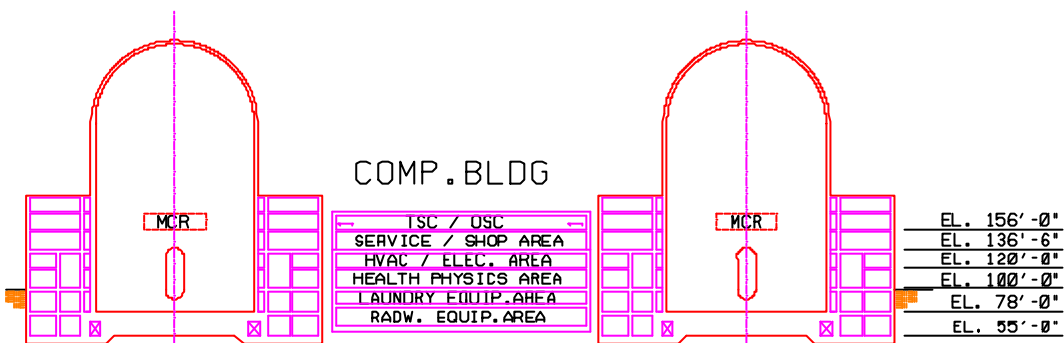 COMP.BLDG
MCR
TSC / OSC
SERVICE / SHOP AREA
HVAC / ELEC. AREA
HEALTH PHYSICS AREA
LAUNDRY EQUIP.AREA
RADW. EQUIP.AREA
MCR
EL. 156'-0"
EL. 136'-6"
EL. 120'-0"
EL. 100'-0"
EL. 78'-0"
EL. 55'-0"